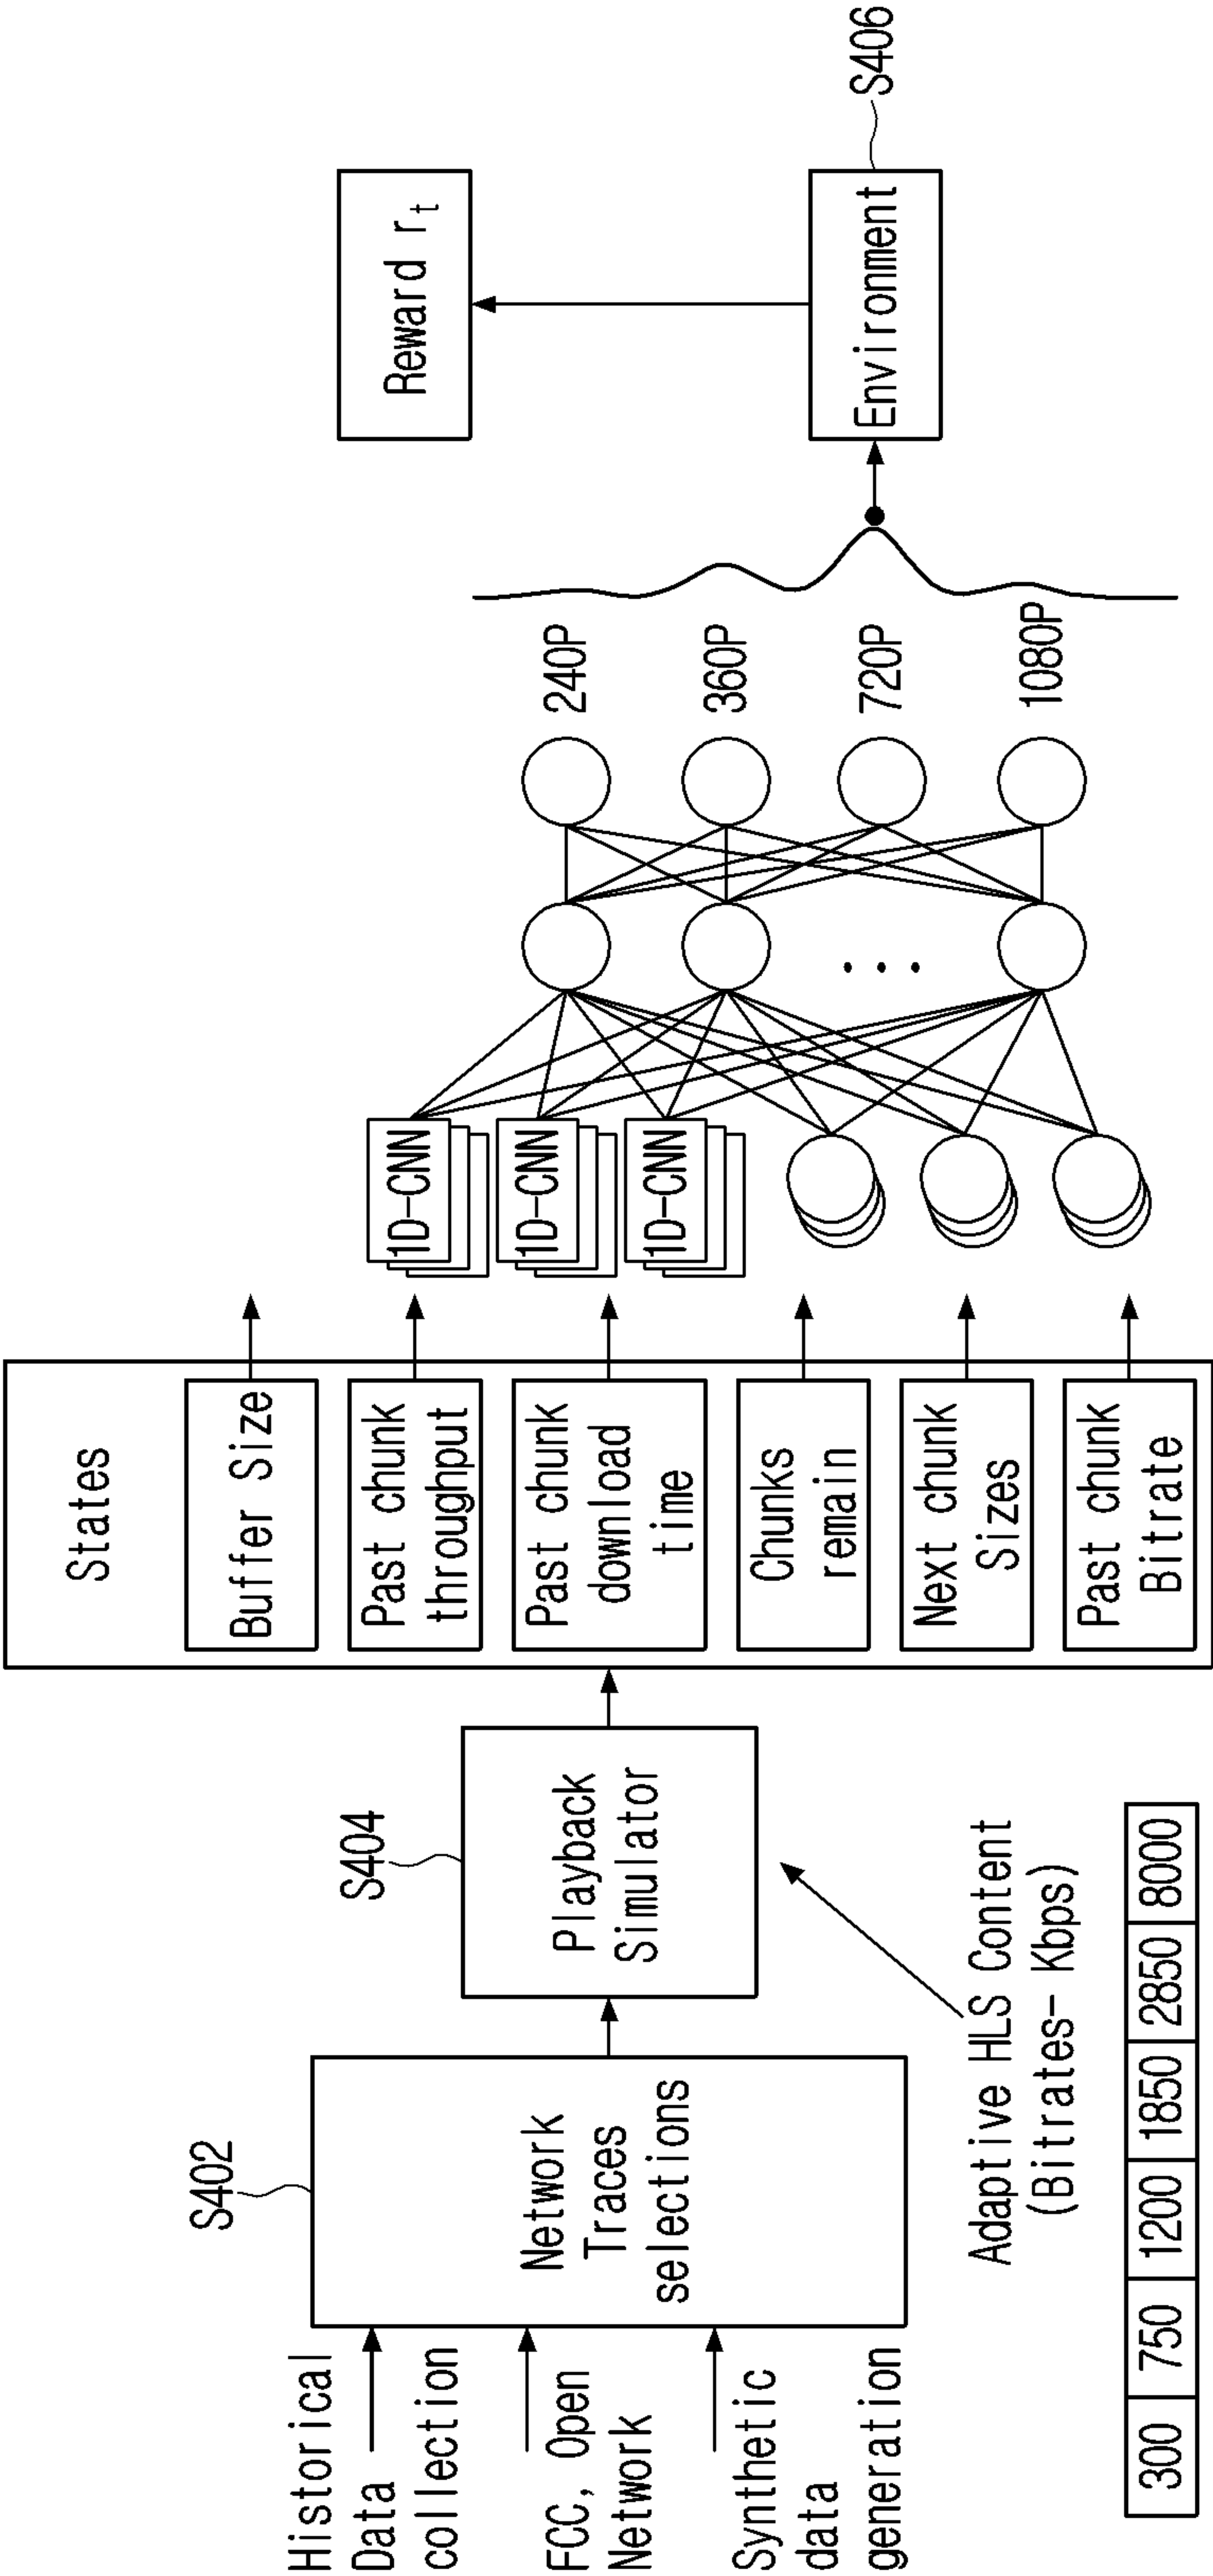 Historical
Data
collection
FCC, Open
Network
Synthetic
data
generation
S402
Network
Traces
selections
S404
Playback
Simulator
Adaptive HLS Content
(Bitrates- Kbps)
300 750 1200 1850 2850 8000
States
Buffer Size
Past chunk
throughput
Past chunk
download
time
Chunks
remain
Next chunk
Sizes
Past chunk
Bitrate
1D-CNN
1D-CNN
1D-CNN
...
240P
360P
720P
1080P
Reward rt
Environment
S406